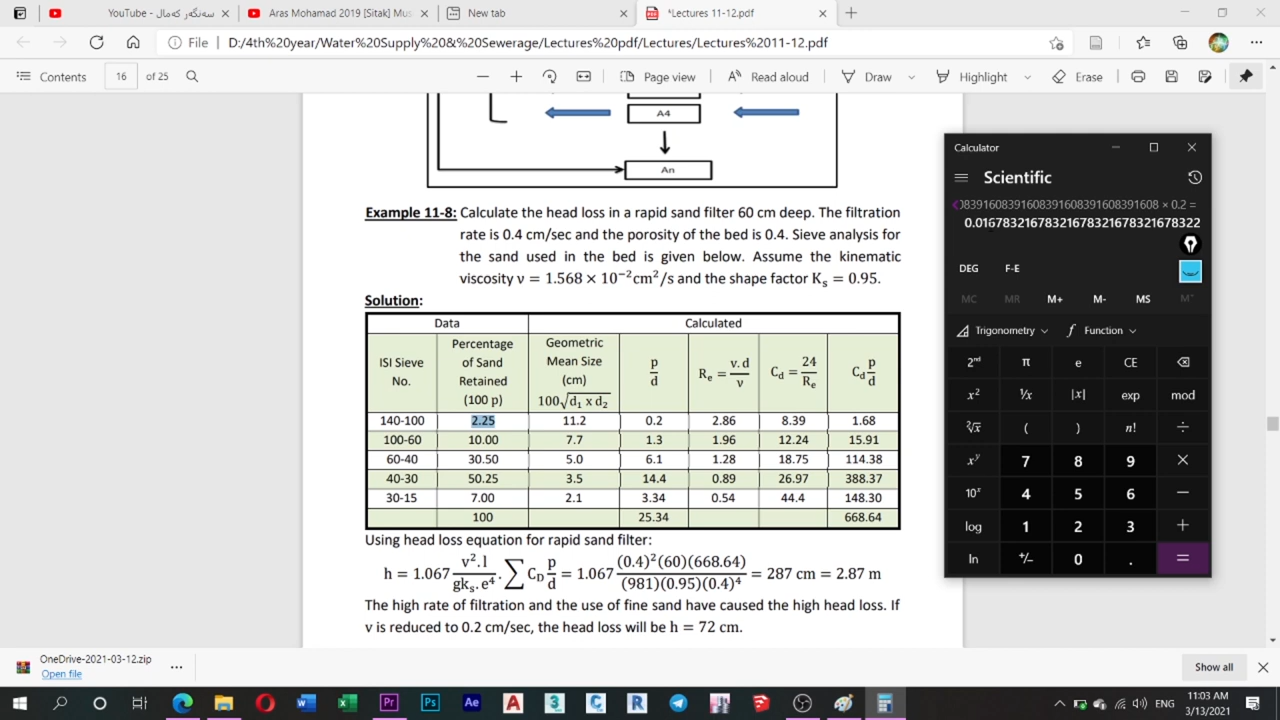 سەنگەر کەمال - YouTube
Aras Mohamad 2019 [Sitak] Mus
New tab
*Lectures 11-12.pdf
File
D:/4th%20year/Water%20Supply%20&%20Sewerage/Lectures%20pdf/Lectures/Lectures%2011-12.pdf
Contents
16
of 25
Page view
Read aloud
Draw
Highlight
Erase
A4
An
Example 11-8: Calculate the head loss in a rapid sand filter 60 cm deep. The filtration
rate is 0.4 cm/sec and the porosity of the bed is 0.4. Sieve analysis for
the sand used in the bed is given below. Assume the kinematic
viscosity ν = 1.568 × 10⁻²cm²/s and the shape factor Kₛ = 0.95.
Solution:
Data Calculated
ISI Sieve No. Percentage of Sand Retained (100 p) Geometric Mean Size (cm) 100√d₁ x d₂ p/d Rₑ = v.d/ν C_d = 24/Rₑ C_d p/d
140-100 2.25 11.2 0.2 2.86 8.39 1.68
100-60 10.00 7.7 1.3 1.96 12.24 15.91
60-40 30.50 5.0 6.1 1.28 18.75 114.38
40-30 50.25 3.5 14.4 0.89 26.97 388.37
30-15 7.00 2.1 3.34 0.54 44.4 148.30
100 25.34 668.64
Using head loss equation for rapid sand filter:
h = 1.067 v².l/gkₛ.e⁴ . ∑ C_D p/d = 1.067 (0.4)²(60)(668.64)/(981)(0.95)(0.4)⁴ = 287 cm = 2.87 m
The high rate of filtration and the use of fine sand have caused the high head loss. If
v is reduced to 0.2 cm/sec, the head loss will be h = 72 cm.
Calculator
Scientific
0839160839160839160839160839 1608 × 0.2 =
0.01678321678321678321678321678322
DEG F-E
MC MR M+ M- MS M˅
Trigonometry Function
2ⁿᵈ π e CE
x² ¹/x |x| exp mod
²√x ( ) n! ÷
xʸ 7 8 9 ×
10ˣ 4 5 6 −
log 1 2 3 +
ln +/- 0 . =
OneDrive-2021-03-12.zip
Open file
Show all
ENG
11:03 AM
3/13/2021